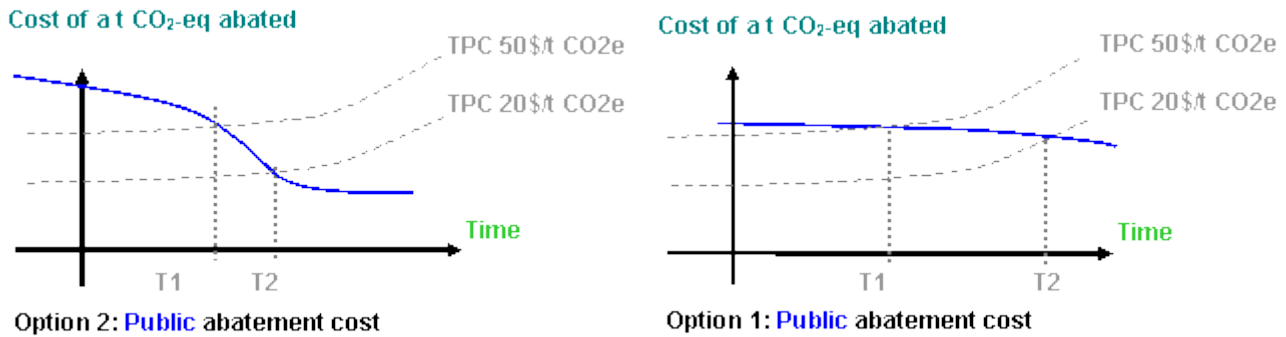 Cost of a t CO₂-eq abated
TPC 50$/t CO2e
TPC 20$/t CO2e
Time
T1
T2
Option 2: Public abatement cost
Cost of a t CO₂-eq abated
TPC 50$/t CO2e
TPC 20$/t CO2e
Time
T1
T2
Option 1: Public abatement cost